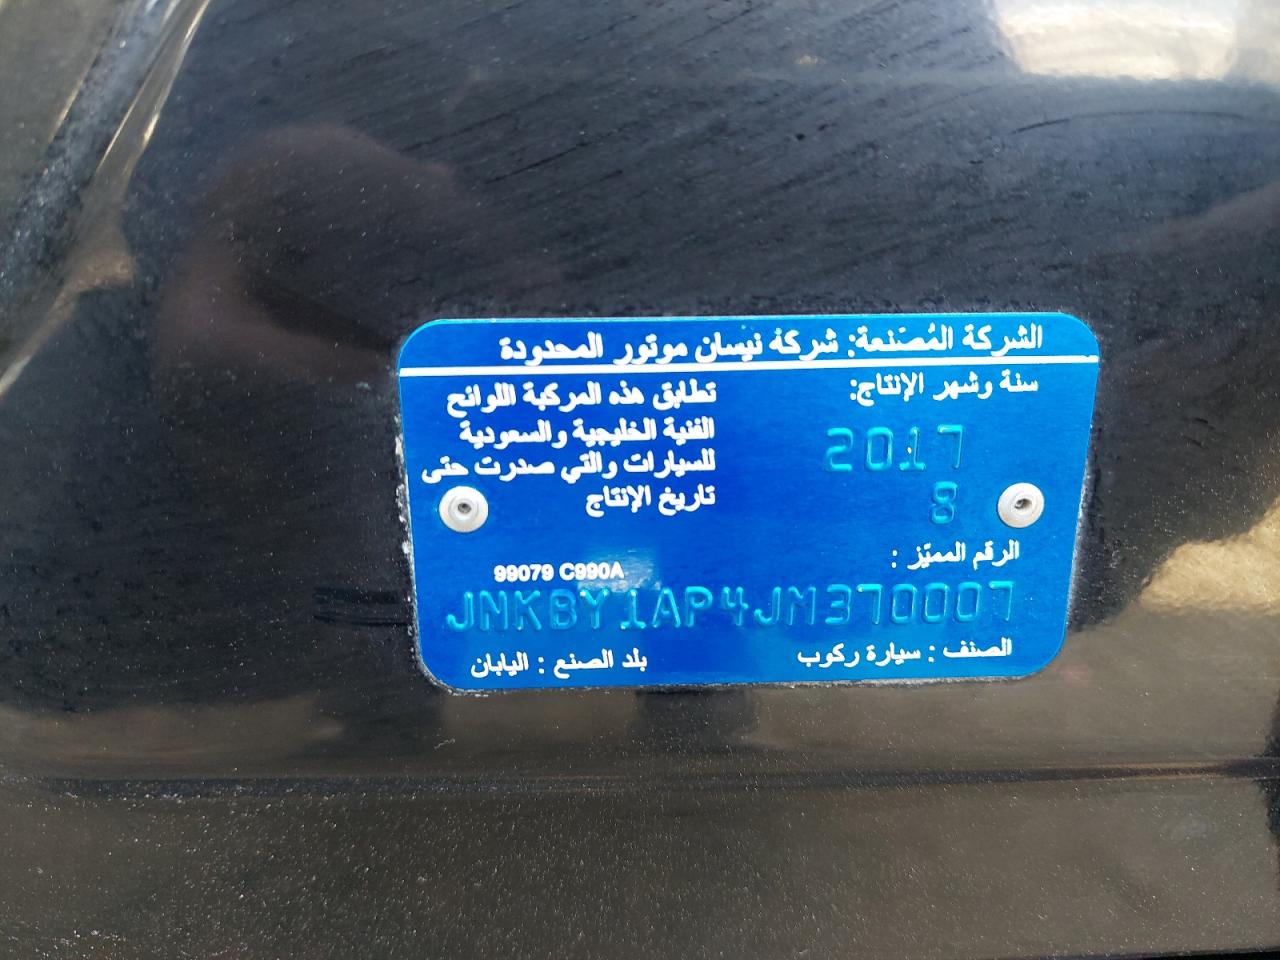 الشركة المُصَنعة: شركة نيسان موتور المحدودة
سنة وشهر الإنتاج:
2017
8
تطابق هذه المركبة اللوائح
الفنية الخليجية والسعودية
للسيارات والتي صدرت حتى
تاريخ الإنتاج
الرقم المميّز :
99079 C990A
JNKBY1AP4JM370007
الصنف : سيارة ركوب
بلد الصنع : اليابان